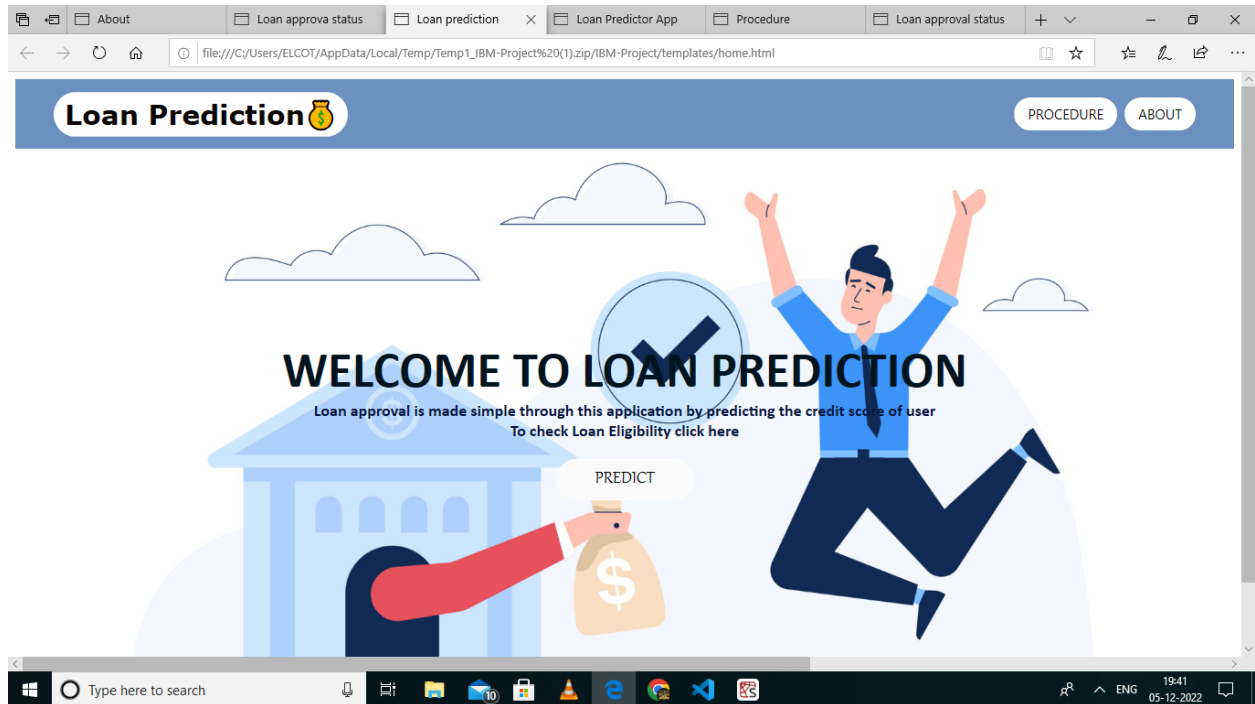 About
Loan approva status
Loan prediction
Loan Predictor App
Procedure
Loan approval status
file:///C:/Users/ELCOT/AppData/Local/Temp/Temp1_IBM-Project%20(1).zip/IBM-Project/templates/home.html
Loan Prediction
$
PROCEDURE
ABOUT
WELCOME TO LOAN PREDICTION
Loan approval is made simple through this application by predicting the credit score of user
To check Loan Eligibility click here
PREDICT
$
$
Type here to search
10
ENG
19:41
05-12-2022